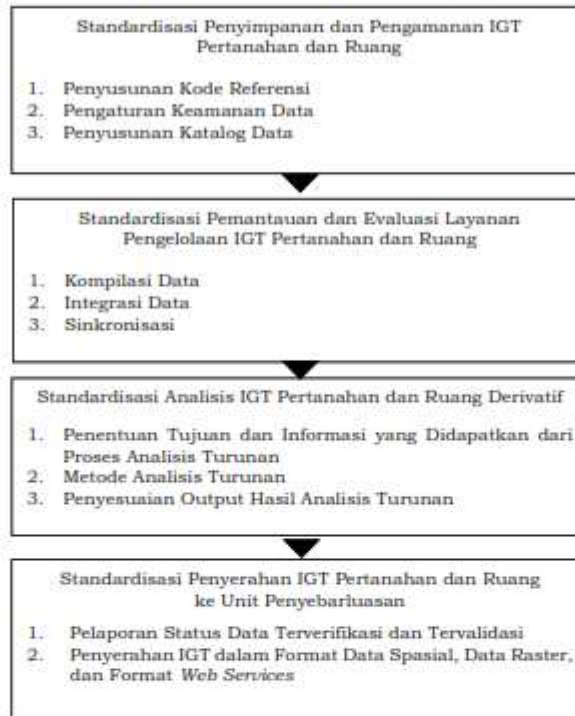 Standardisasi Penyimpanan dan Pengamanan IGT
Pertanahan dan Ruang
1. Penyusunan Kode Referensi
2. Pengaturan Keamanan Data
3. Penyusunan Katalog Data
Standardisasi Pemantauan dan Evaluasi Layanan
Pengelolaan IGT Pertanahan dan Ruang
1. Kompilasi Data
2. Integrasi Data
3. Sinkronisasi
Standardisasi Analisis IGT Pertanahan dan Ruang Derivatif
1. Penentuan Tujuan dan Informasi yang Didapatkan dari
Proses Analisis Turunan
2. Metode Analisis Turunan
3. Penyesuaian Output Hasil Analisis Turunan
Standardisasi Penyerahan IGT Pertanahan dan Ruang
ke Unit Penyebarluasan
1. Pelaporan Status Data Terverifikasi dan Tervalidasi
2. Penyerahan IGT dalam Format Data Spasial, Data Raster,
dan Format Web Services